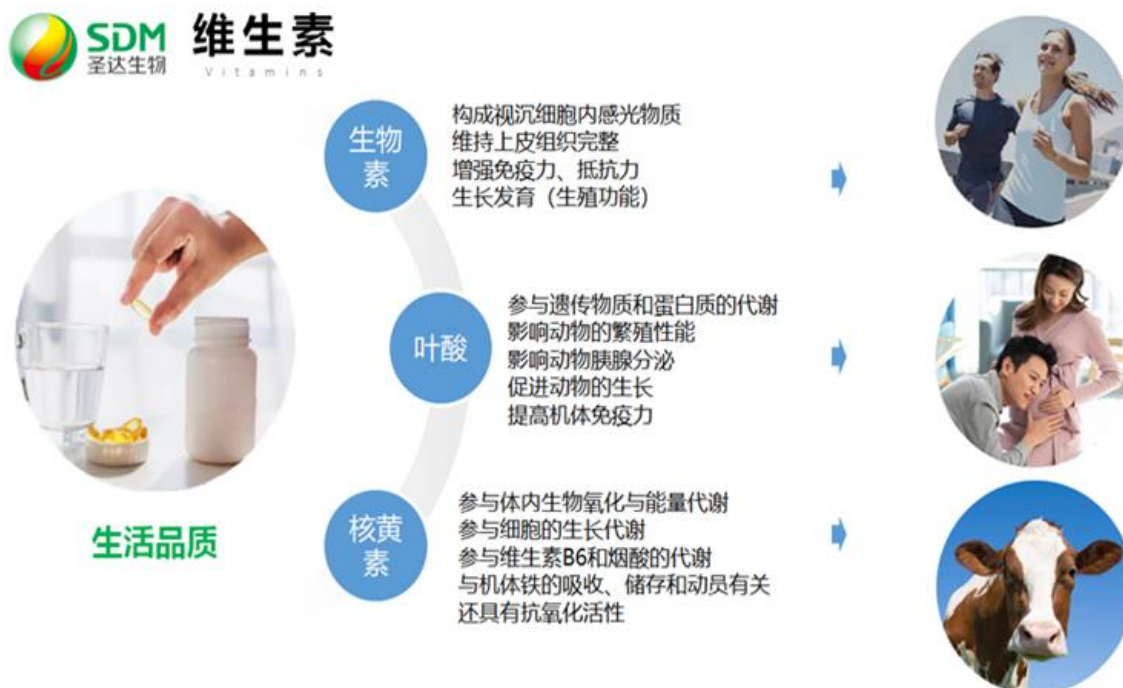 SDM
圣达生物
维生素
Vitamins
生物
素
构成视沉细胞内感光物质
维持上皮组织完整
增强免疫力、抵抗力
生长发育（生殖功能）
叶酸
参与遗传物质和蛋白质的代谢
影响动物的繁殖性能
影响动物胰腺分泌
促进动物的生长
提高机体免疫力
生活品质
核黄
素
参与体内生物氧化与能量代谢
参与细胞的生长代谢
参与维生素B6和烟酸的代谢
与机体铁的吸收、储存和动员有关
还具有抗氧化活性